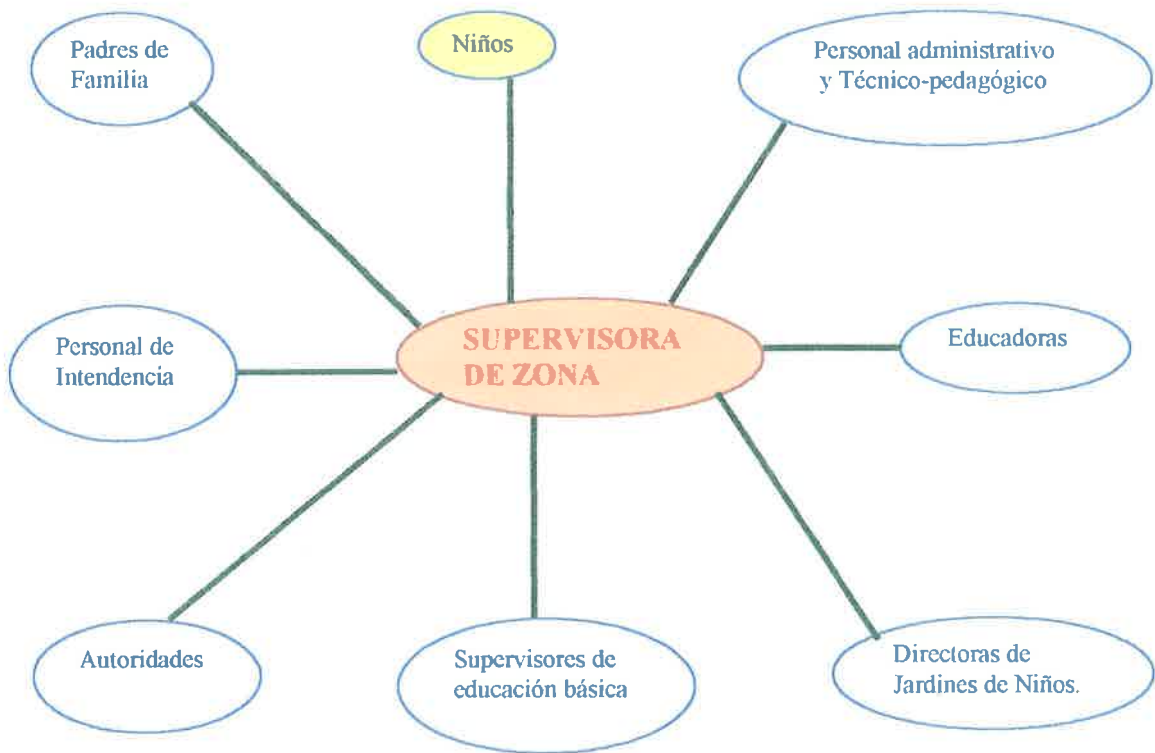 Padres de
Familia
Niños
Personal administrativo
y Técnico-pedagógico
SUPERVISORA
DE ZONA
Educadoras
Personal de
Intendencia
Autoridades
Supervisores de
educación básica
Directoras de
Jardines de Niños.